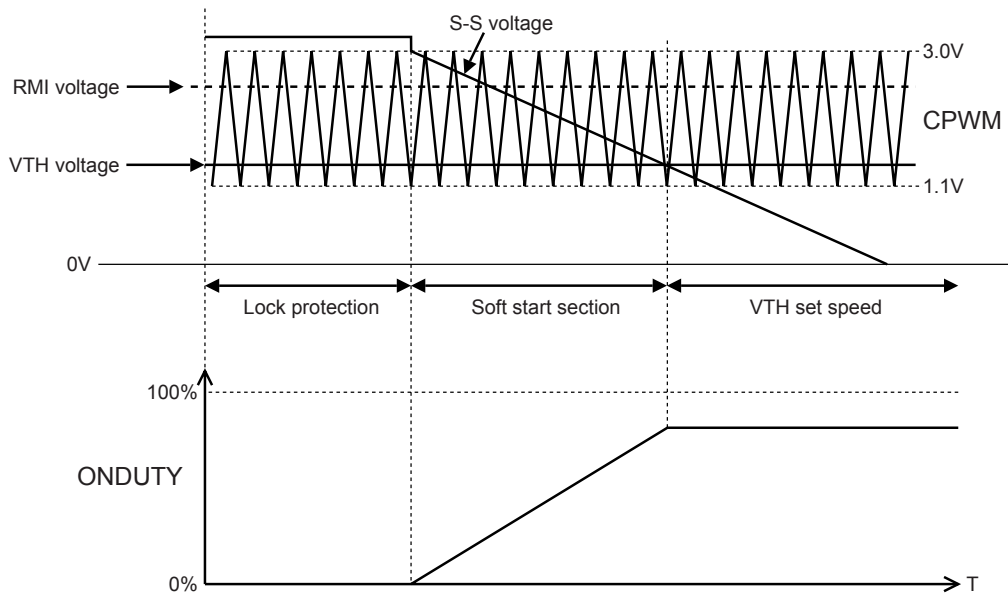 S-S voltage
3.0V
RMI voltage
CPWM
VTH voltage
1.1V
0V
Lock protection
Soft start section
VTH set speed
100%
ONDUTY
0%
T